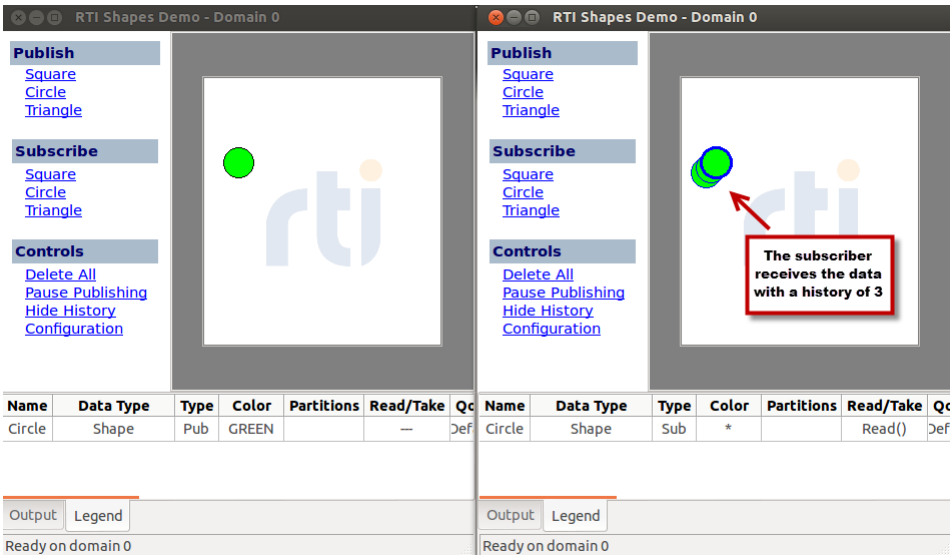 RTI Shapes Demo - Domain 0
Publish
Square
Circle
Triangle
Subscribe
Square
Circle
Triangle
Controls
Delete All
Pause Publishing
Hide History
Configuration
rti
Name Data Type Type Color Partitions Read/Take Qo
Circle Shape Pub GREEN --- Def
Output Legend
Ready on domain 0
RTI Shapes Demo - Domain 0
Publish
Square
Circle
Triangle
Subscribe
Square
Circle
Triangle
Controls
Delete All
Pause Publishing
Hide History
Configuration
rti
The subscriber
receives the data
with a history of 3
Name Data Type Type Color Partitions Read/Take Qo
Circle Shape Sub * Read() Def
Output Legend
Ready on domain 0